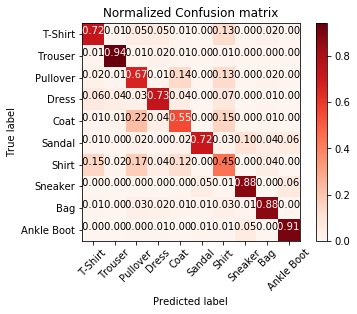 Normalized Confusion matrix
True label
T-Shirt 0.72 0.01 0.05 0.05 0.01 0.00 0.13 0.00 0.02 0.00
Trouser 0.01 0.94 0.01 0.02 0.01 0.00 0.01 0.00 0.00 0.00
Pullover 0.02 0.01 0.67 0.01 0.14 0.00 0.13 0.00 0.02 0.00
Dress 0.06 0.04 0.03 0.73 0.04 0.00 0.07 0.00 0.01 0.00
Coat 0.01 0.01 0.22 0.04 0.55 0.00 0.15 0.00 0.01 0.00
Sandal 0.01 0.00 0.02 0.00 0.02 0.72 0.03 0.10 0.04 0.06
Shirt 0.15 0.02 0.17 0.04 0.12 0.00 0.45 0.00 0.04 0.00
Sneaker 0.00 0.00 0.00 0.00 0.00 0.05 0.01 0.88 0.00 0.06
Bag 0.01 0.00 0.03 0.02 0.01 0.01 0.03 0.01 0.88 0.00
Ankle Boot 0.00 0.00 0.00 0.01 0.00 0.01 0.01 0.05 0.00 0.91
T-Shirt Trouser Pullover Dress Coat Sandal Shirt Sneaker Bag Ankle Boot
Predicted label
0.8
0.6
0.4
0.2
0.0